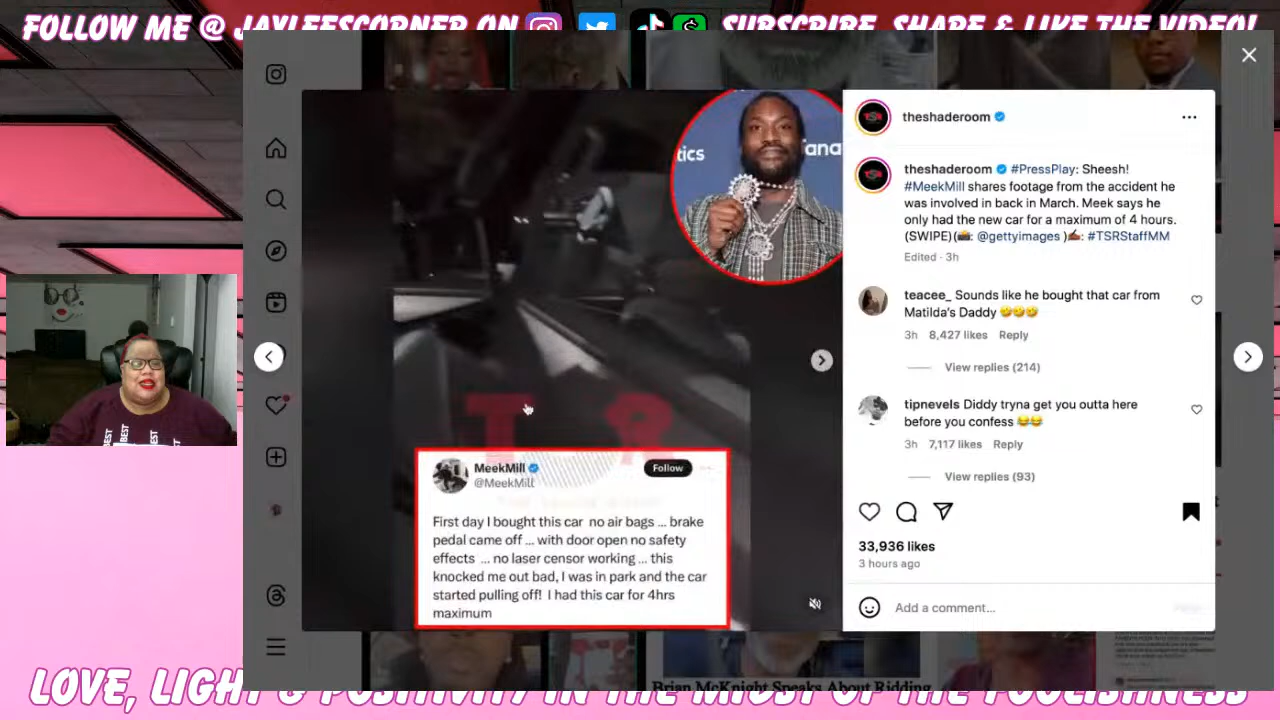 FOLLOW ME @ JAYLEESCORNER ON
SUBSCRIBE, SHARE & LIKE THE VIDEO!
tics
Fana
theshaderoom
theshaderoom #PressPlay: Sheesh!
#MeekMill shares footage from the accident he
was involved in back in March. Meek says he
only had the new car for a maximum of 4 hours.
(SWIPE)(📸: @gettyimages )✍🏾: #TSRStaffMM
Edited · 3h
teacee_ Sounds like he bought that car from
Matilda's Daddy 🤣🤣🤣
3h 8,427 likes Reply
View replies (214)
tipnevels Diddy tryna get you outta here
before you confess 😂😂
3h 7,117 likes Reply
View replies (93)
33,936 likes
3 hours ago
Add a comment...
MeekMill
@MeekMill
Follow
First day I bought this car no air bags ... brake
pedal came off ... with door open no safety
effects ... no laser censor working ... this
knocked me out bad, I was in park and the car
started pulling off! I had this car for 4hrs
maximum
BEST
BEST
BEST
Brian McKnight Speaks About Ridding
LOVE, LIGHT & POSITIVITY IN THE MIDST OF THE FOOLISHNESS